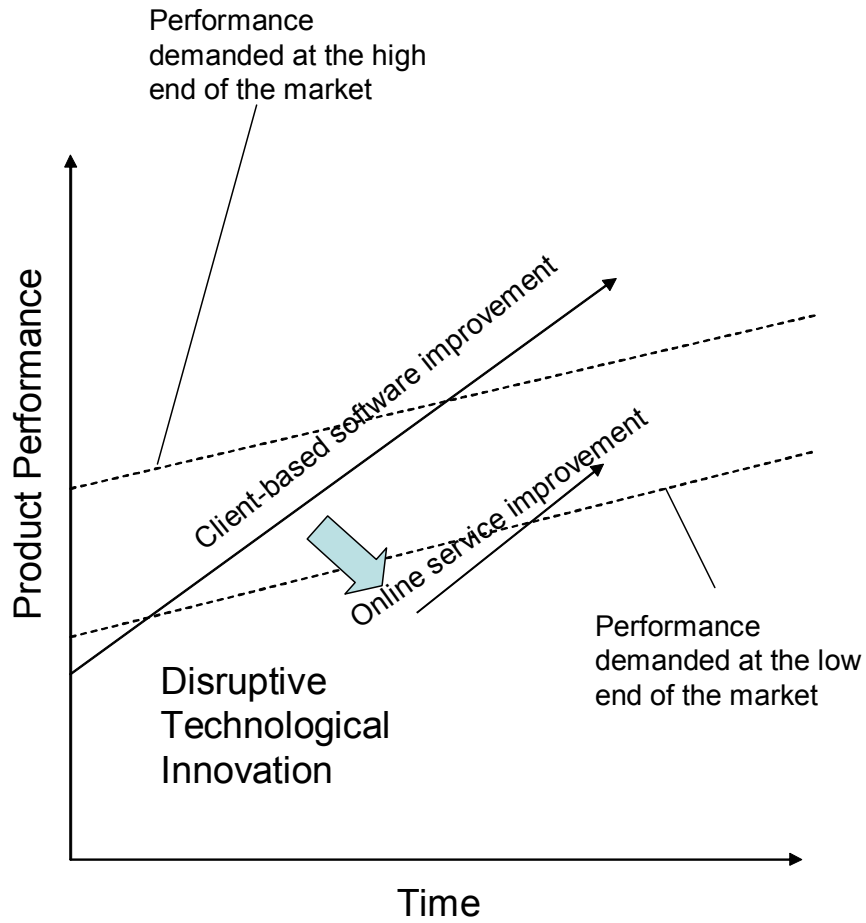 Performance
demanded at the high
end of the market
Product Performance
Client-based software improvement
Online service improvement
Performance
demanded at the low
end of the market
Disruptive
Technological
Innovation
Time